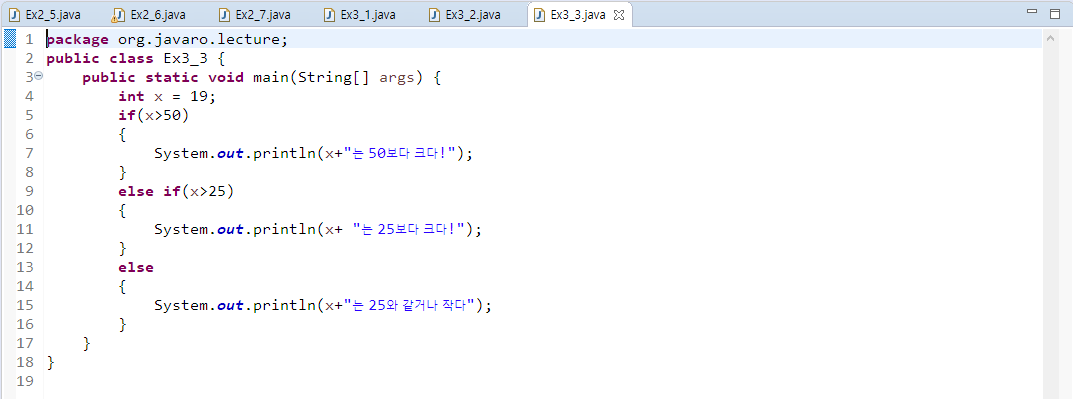 Ex2_5.java Ex2_6.java Ex2_7.java Ex3_1.java Ex3_2.java Ex3_3.java
1 package org.javaro.lecture;
2 public class Ex3_3 {
3 public static void main(String[] args) {
4 int x = 19;
5 if(x>50)
6 {
7 System.out.println(x+"는 50보다 크다!");
8 }
9 else if(x>25)
10 {
11 System.out.println(x+ "는 25보다 크다!");
12 }
13 else
14 {
15 System.out.println(x+"는 25와 같거나 작다");
16 }
17 }
18 }
19